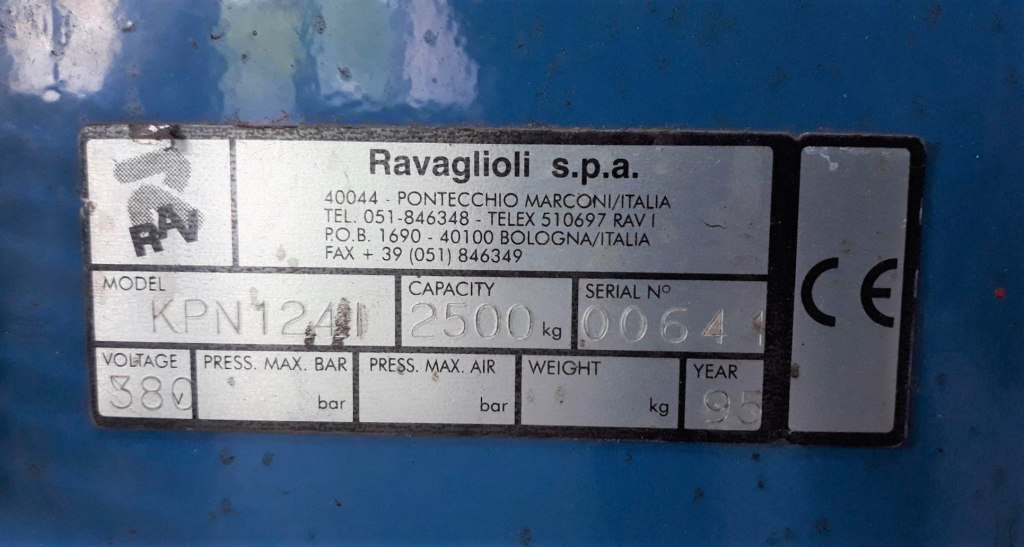 RAV
Ravaglioli s.p.a.
40044 - PONTECCHIO MARCONI/ITALIA
TEL. 051-846348 - TELEX 510697 RAV I
P.O.B. 1690 - 40100 BOLOGNA/ITALIA
FAX + 39 (051) 846349
MODEL
CAPACITY 2500 kg
SERIAL Nº
VOLTAGE 380 V
PRESS. MAX. BAR bar
PRESS. MAX. AIR bar
WEIGHT kg
YEAR 95
CE